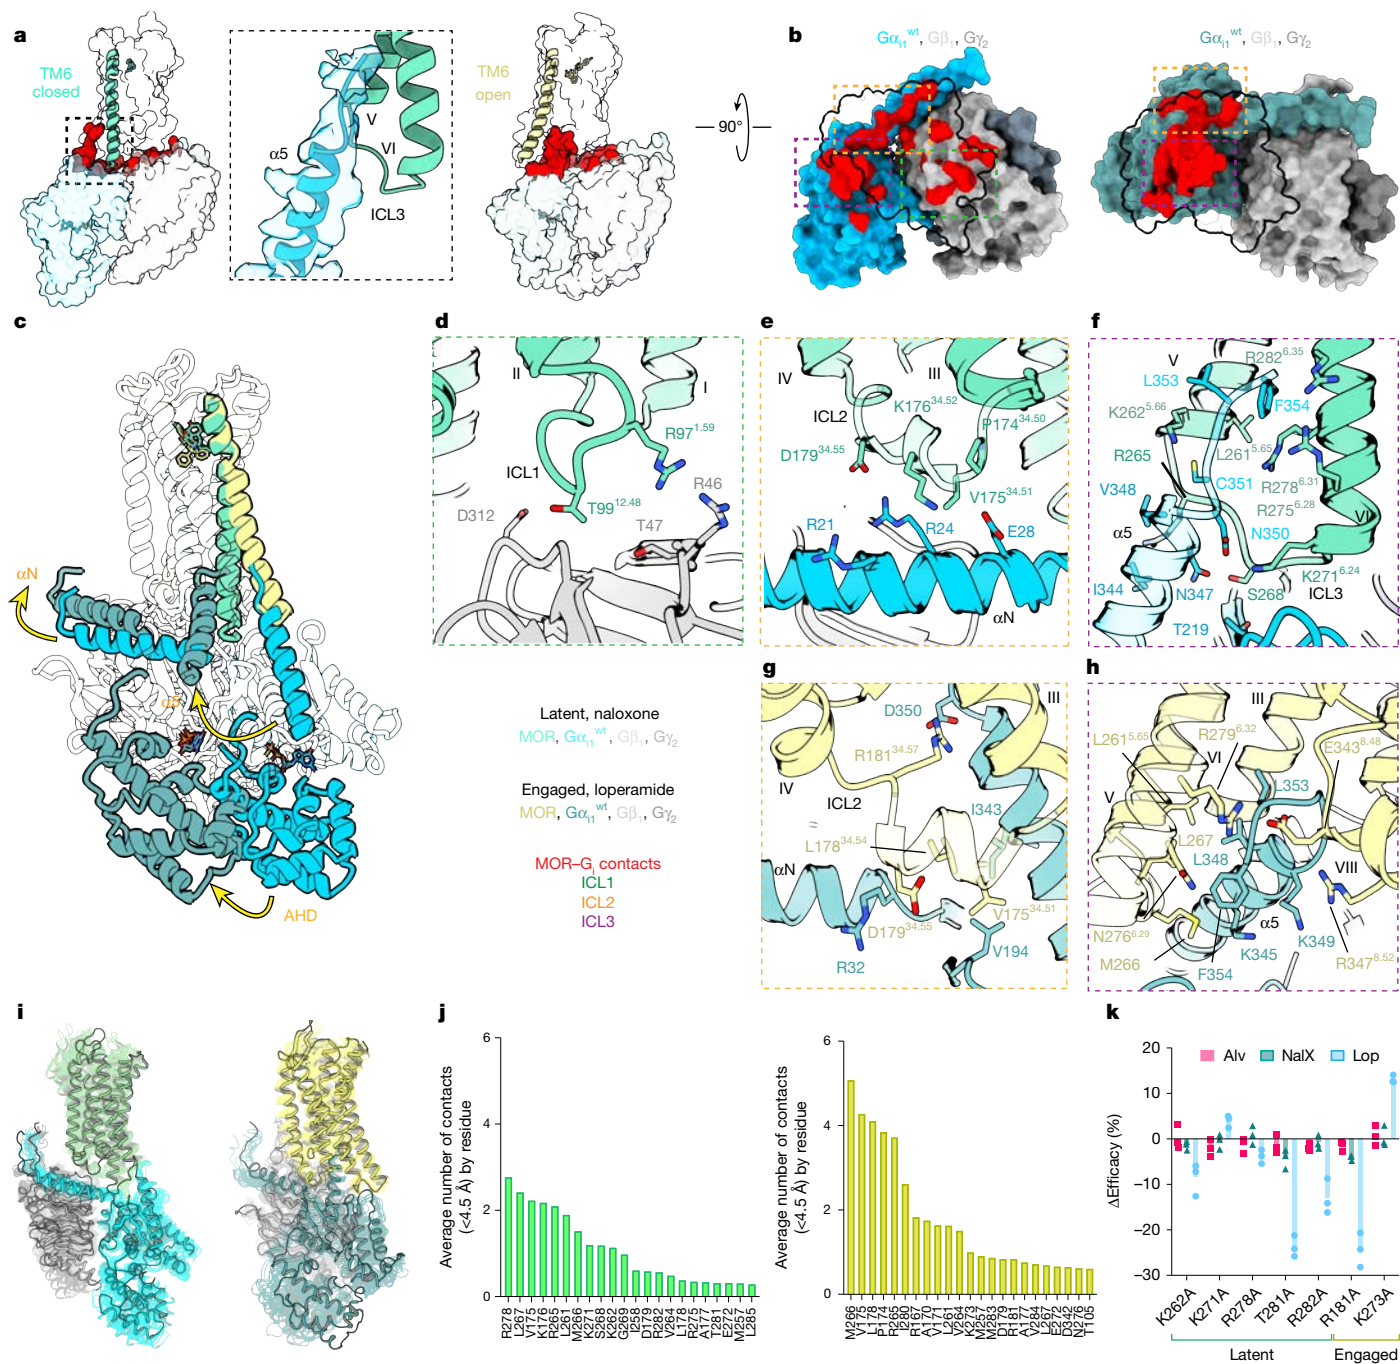 a
TM6
closed
V
VI
α5
ICL3
TM6
open
90°
b
Gαi1wt, Gβ1, Gγ2
Gαi1wt, Gβ1, Gγ2
c
αN
α5
AHD
Latent, naloxone
MOR, Gαi1wt, Gβ1, Gγ2
Engaged, loperamide
MOR, Gαi1wt, Gβ1, Gγ2
MOR–Gi contacts
ICL1
ICL2
ICL3
d
II
I
R97^1.59
ICL1
R46
T99^12.48
D312
T47
e
IV
III
ICL2
K176^34.52
P174^34.50
D179^34.55
V175^34.51
R21
R24
E28
αN
f
V
R282^6.35
L353
F354
K262^5.66
R265
L261^5.65
C351
R278^6.31
V348
R275^6.28
VI
α5
N350
K271^6.24
I344
N347
S268
ICL3
T219
g
D350
III
R181^34.57
IV
ICL2
I343
L178^34.54
αN
V175^34.51
D179^34.55
V194
R32
h
III
L261^5.65
R279^6.32
E343^8.48
VI
V
L353
L267
L348
VIII
α5
N276^6.29
K349
M266
K345
R347^8.52
F354
i
j
Average number of contacts
(<4.5 Å) by residue
6
4
2
0
R278
L267
V175
K176
R265
L261
M266
K271
S268
K262
G269
I258
D179
R282
V264
L178
R275
A177
T281
E272
M257
L285
Average number of contacts
(<4.5 Å) by residue
6
4
2
0
M266
V175
L178
P174
R265
I280
R167
A170
V171
L261
V264
K273
M257
M283
D179
R181
A177
V284
L267
E272
D342
N276
T105
k
ΔEfficacy (%)
20
10
0
−10
−20
−30
Alv
NalX
Lop
K262A
K271A
R278A
T281A
R282A
R181A
K273A
Latent
Engaged